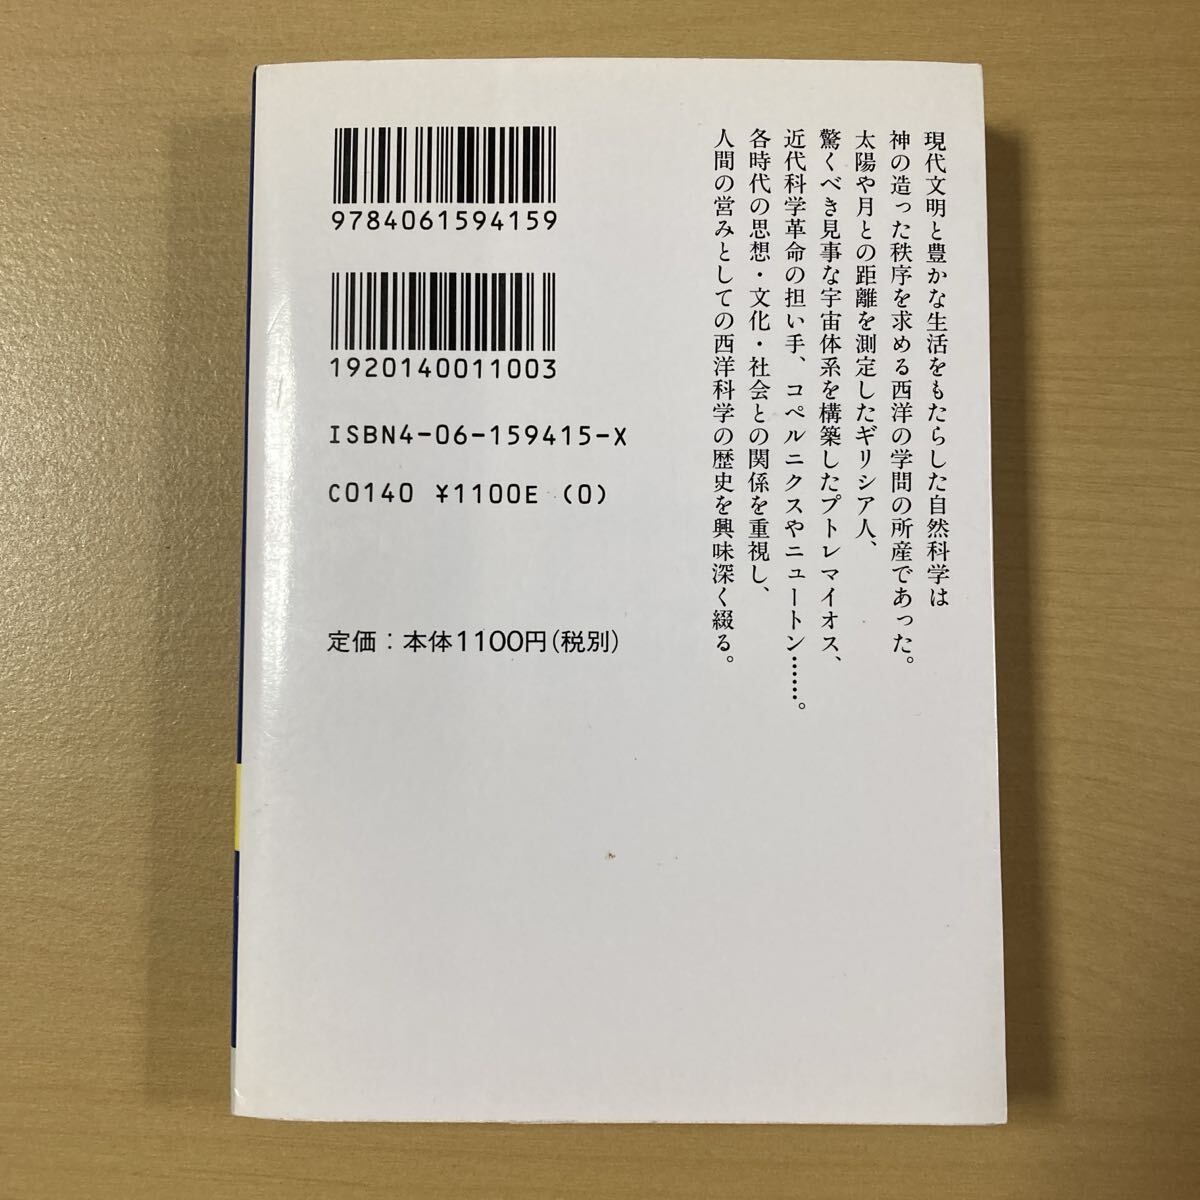 現代文明と豊かな生活をもたらした自然科学は
神の造った秩序を求める西洋の学問の所産であった。
太陽や月との距離を測定したギリシア人、
驚くべき見事な宇宙体系を構築したプトレマイオス、
近代科学革命の担い手、コペルニクスやニュートン……。
各時代の思想・文化・社会との関係を重視し、
人間の営みとしての西洋科学の歴史を興味深く綴る。
9784061594159
1920140011003
ISBN4-06-159415-X
C0140 ¥1100E (0)
定価：本体1100円(税別)